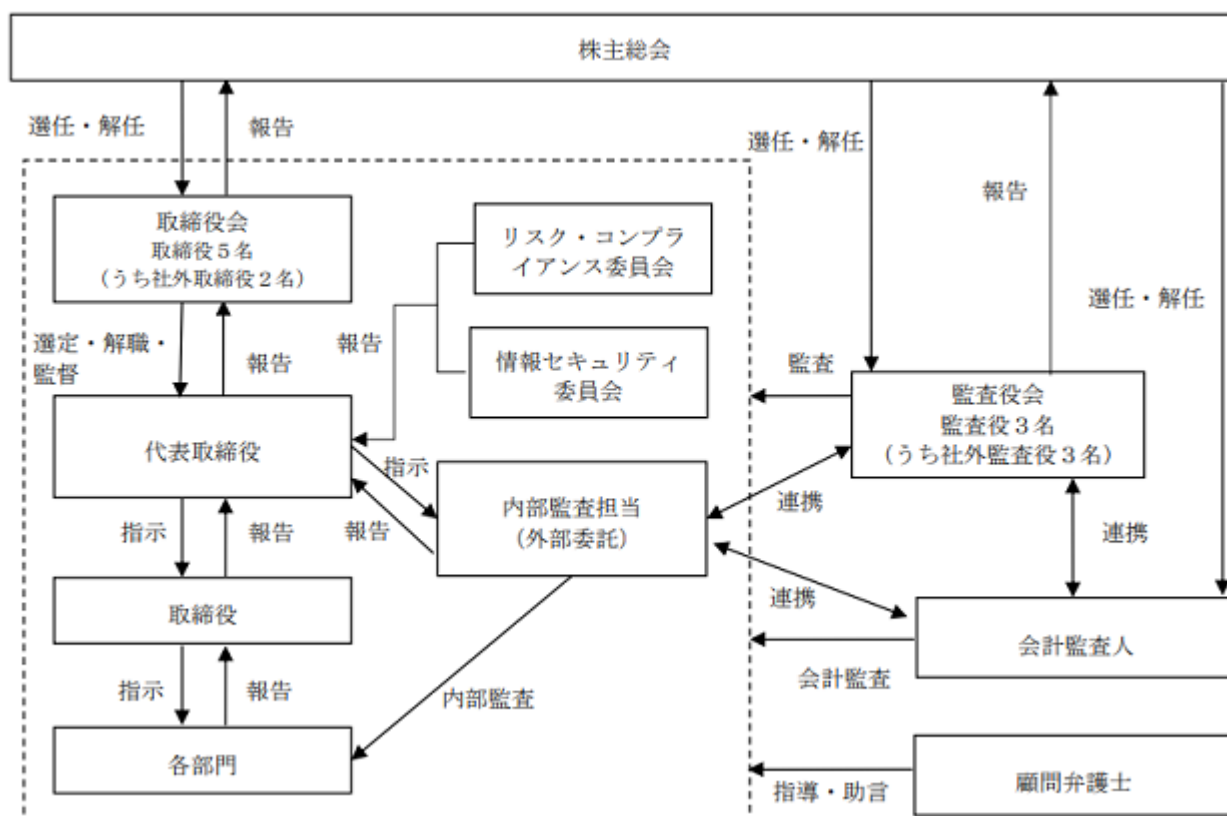 株主総会
選任・解任
報告
選任・解任
報告
選任・解任
取締役会
取締役５名
（うち社外取締役２名）
リスク・コンプラ
イアンス委員会
選定・解職・
監督
報告
報告
情報セキュリティ
委員会
監査
監査役会
監査役３名
（うち社外監査役３名）
代表取締役
指示
報告
内部監査担当
（外部委託）
連携
連携
指示
報告
連携
取締役
会計監査人
会計監査
指示
報告
内部監査
各部門
顧問弁護士
指導・助言